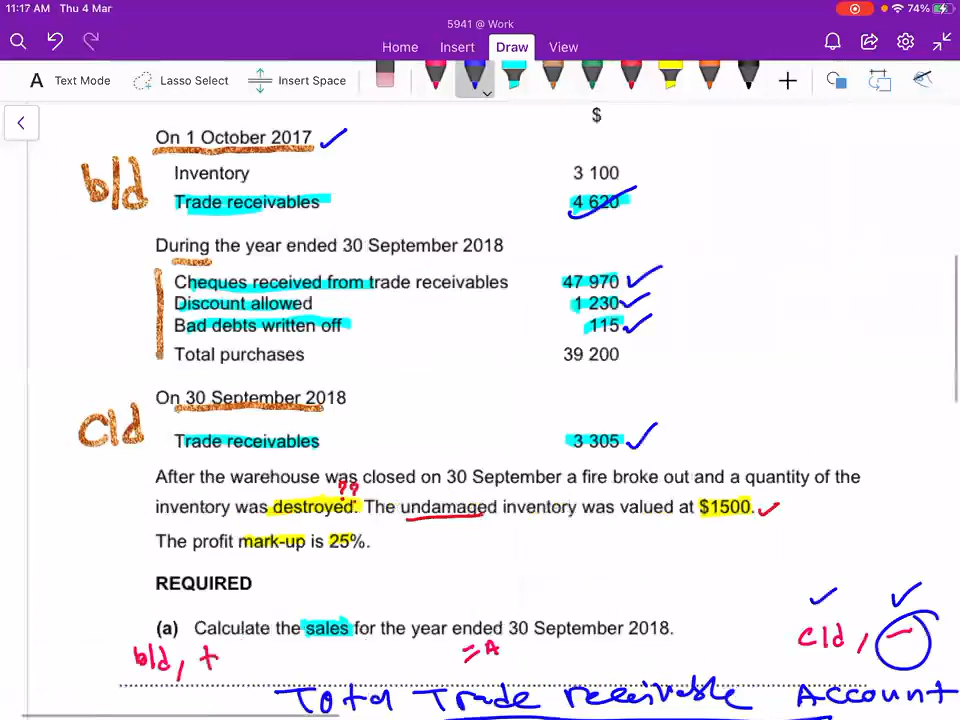 11:17 AM Thu 4 Mar
74%
5941 @ Work
Home Insert Draw View
A Text Mode Lasso Select Insert Space
$
On 1 October 2017
b/d
Inventory 3 100
Trade receivables 4 620
During the year ended 30 September 2018
Cheques received from trade receivables 47 970
Discount allowed 1 230
Bad debts written off 115
Total purchases 39 200
On 30 September 2018
c/d
Trade receivables 3 305
After the warehouse was closed on 30 September a fire broke out and a quantity of the
??
inventory was destroyed. The undamaged inventory was valued at $1500.
The profit mark-up is 25%.
REQUIRED
(a) Calculate the sales for the year ended 30 September 2018.
c/d, −
b/d, +
= A
Total Trade receivable Account